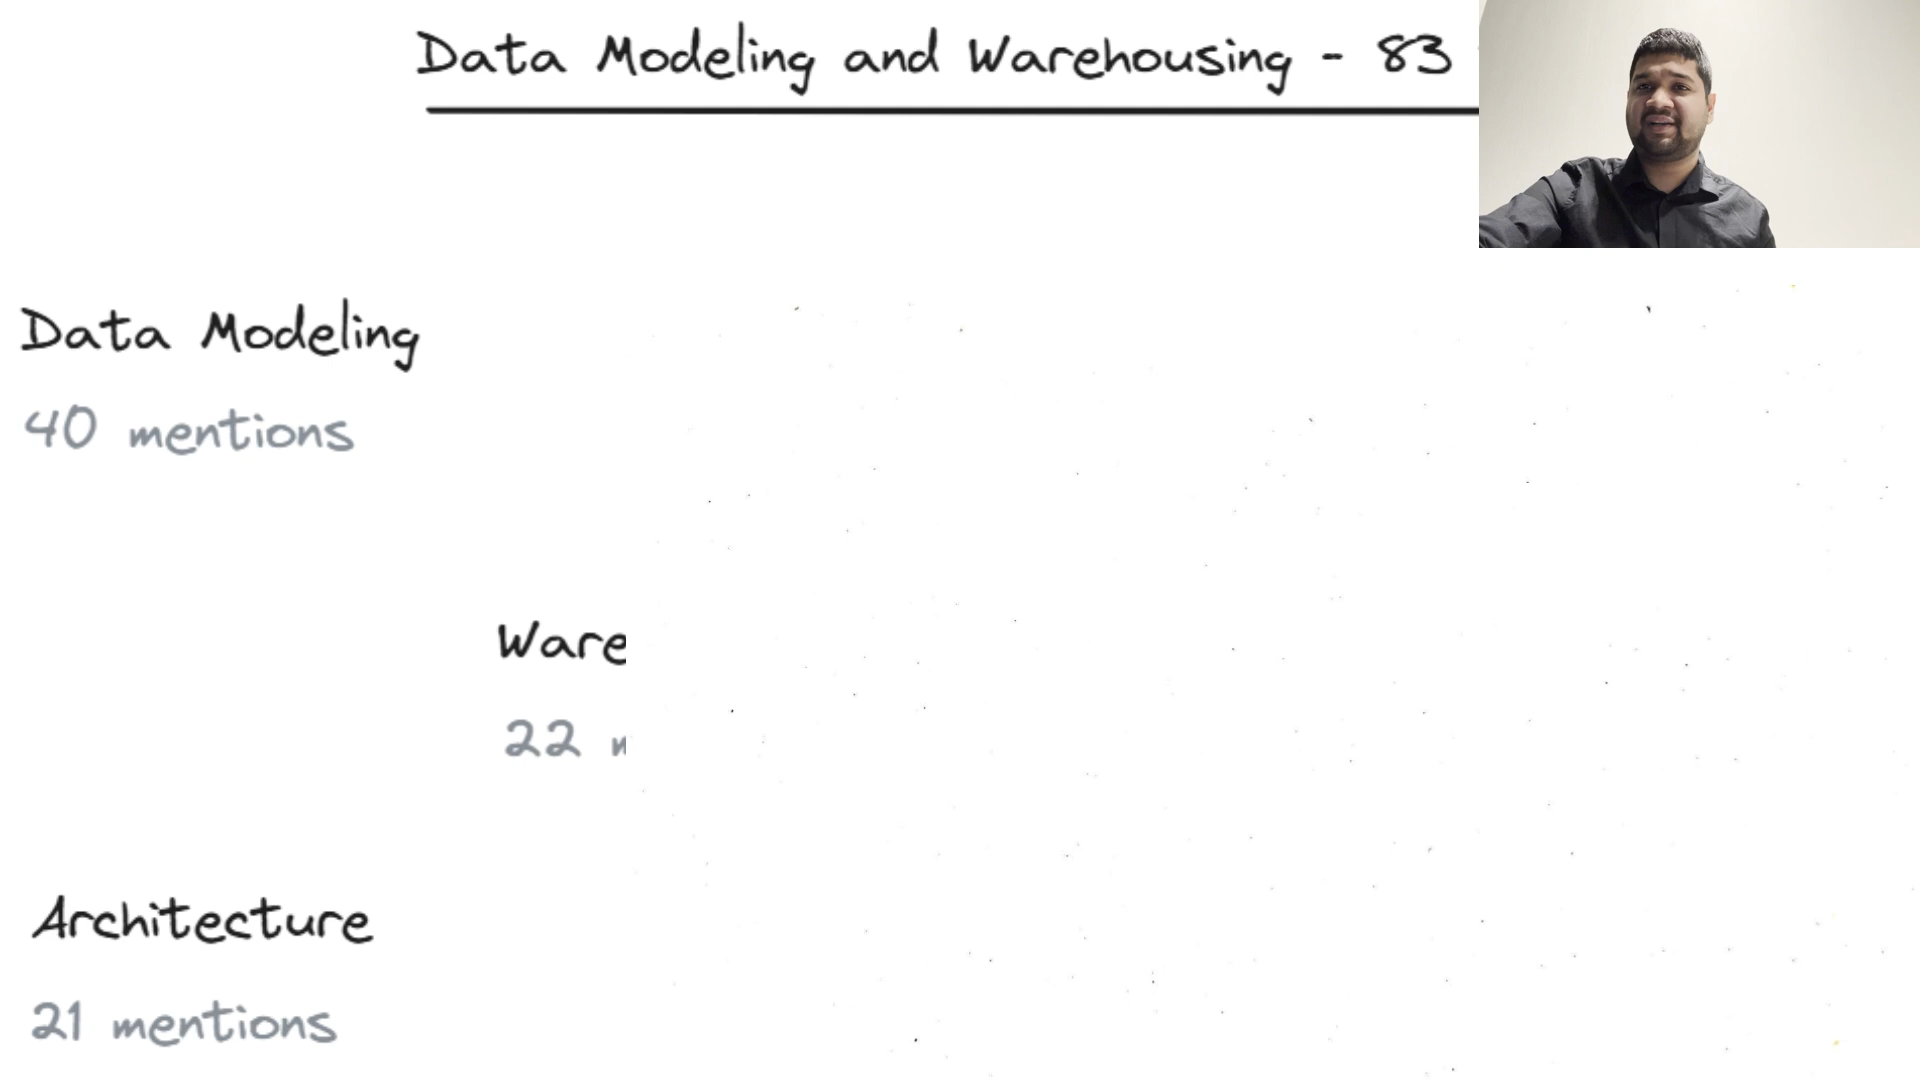 Data Modeling and Warehousing - 83
Data Modeling
40 mentions
Ware
22 m
Architecture
21 mentions